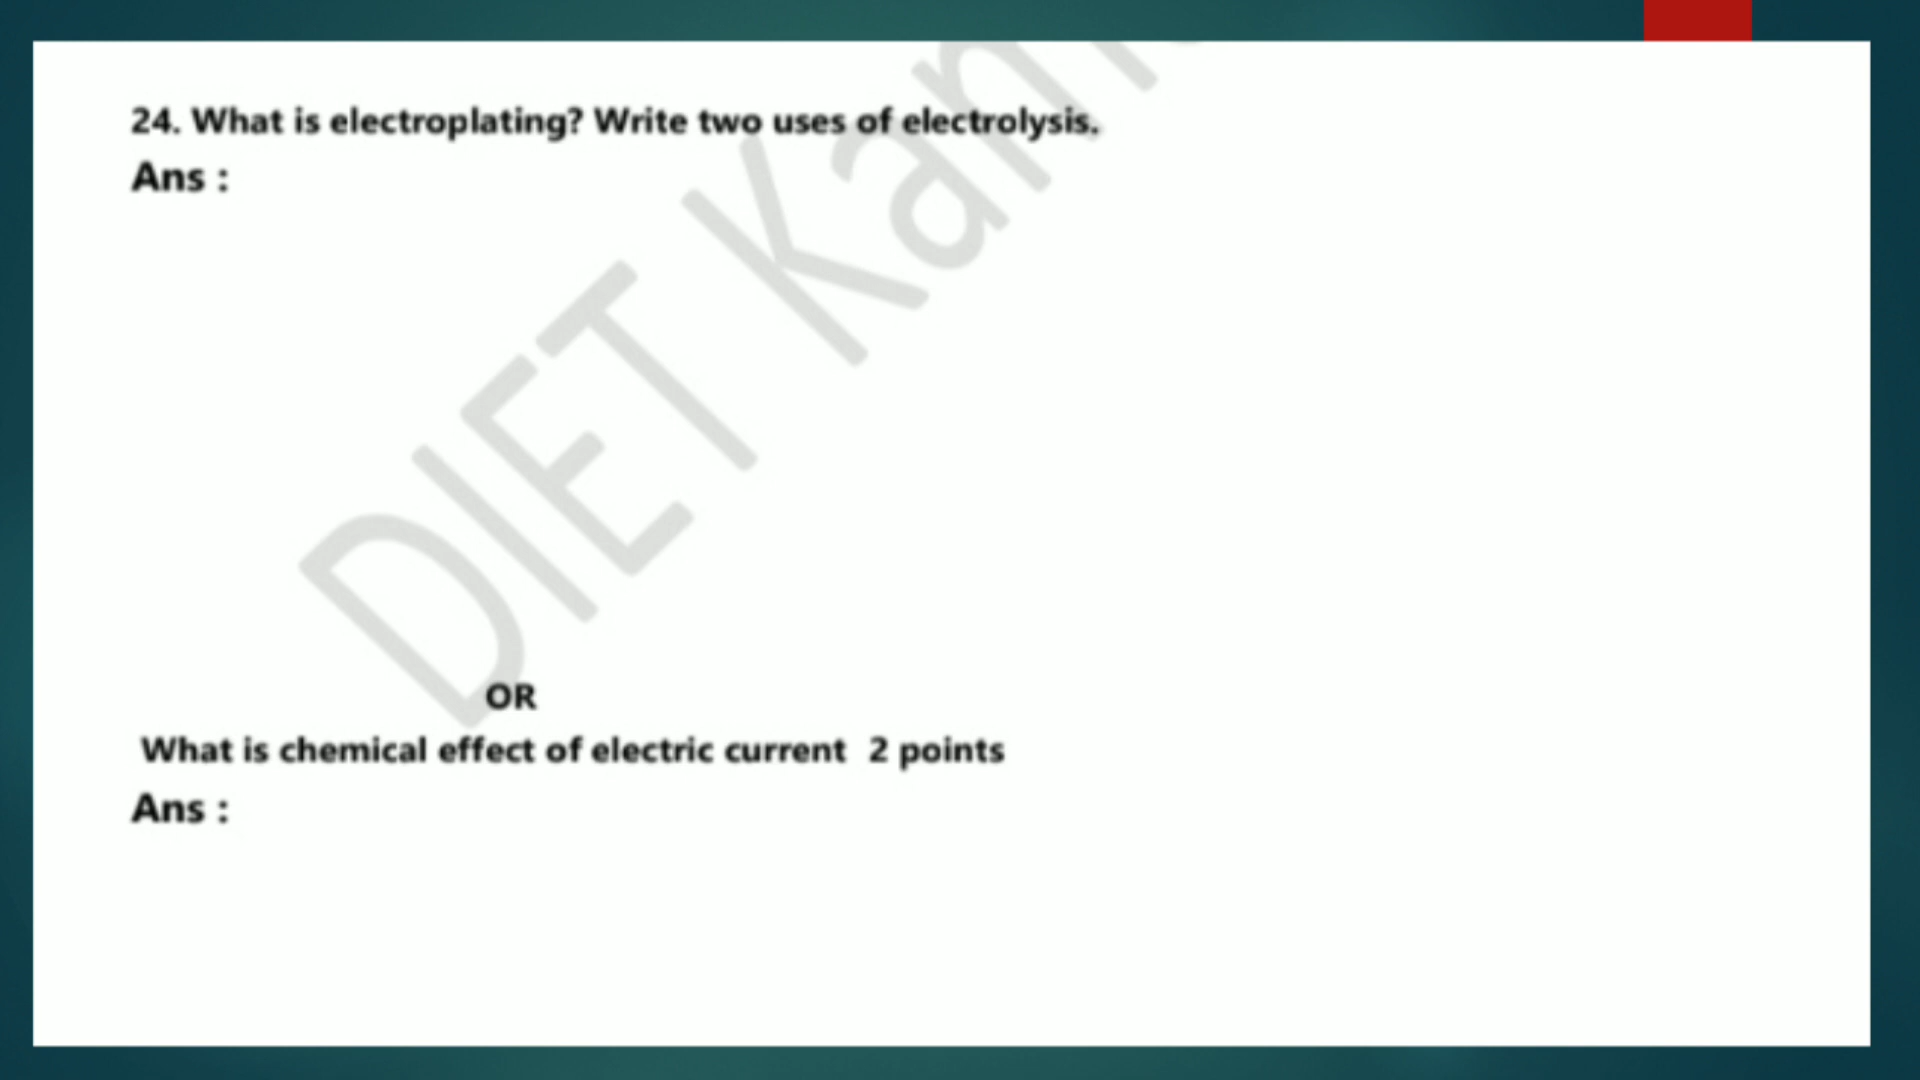 24. What is electroplating? Write two uses of electrolysis.
Ans :
DIET
OR
What is chemical effect of electric current  2 points
Ans :